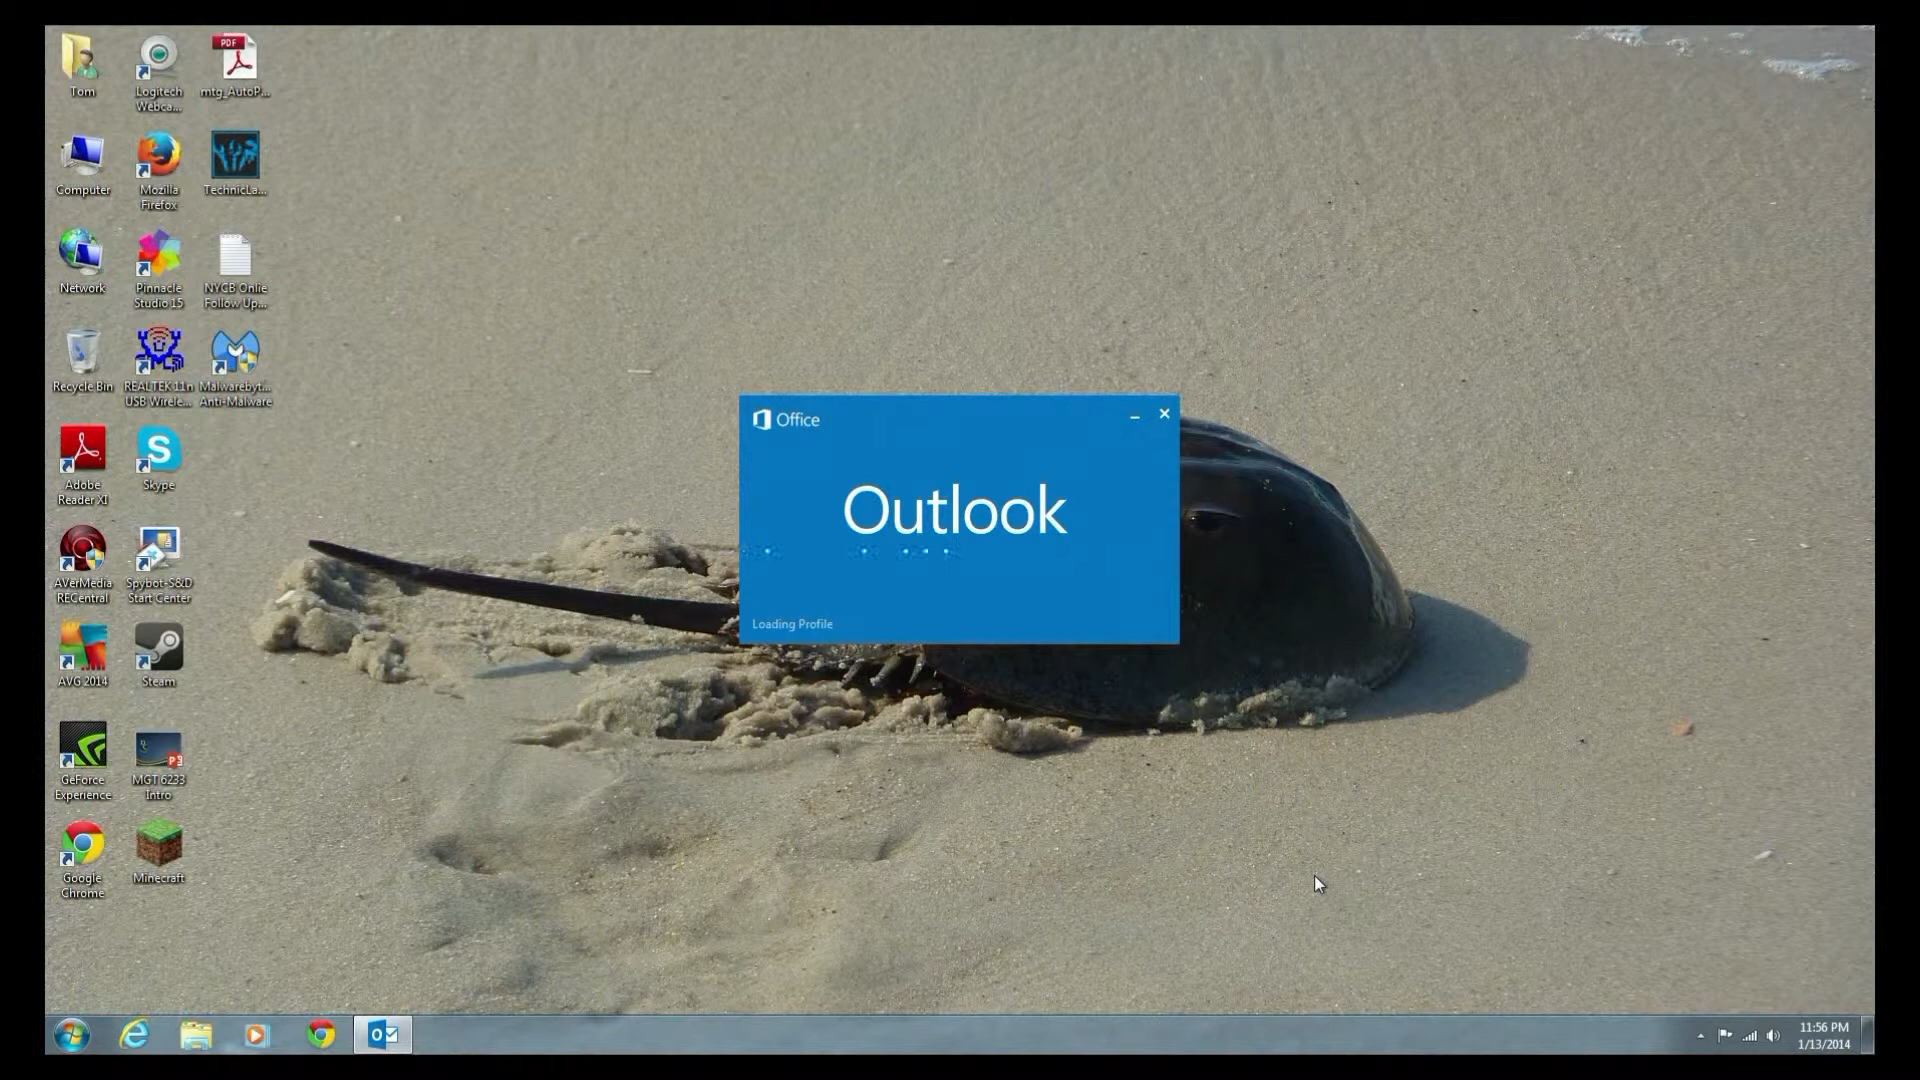 Tom
Logitech
Webca...
mtg_AutoP...
Computer
Mozilla
Firefox
TechnicLa...
Network
Pinnacle
Studio 15
NYCB Onlie
Follow Up...
Recycle Bin
REALTEK 11n
USB Wirele...
Malwarebyt...
Anti-Malware
Adobe
Reader XI
Skype
AVerMedia
RECentral
Spybot-S&D
Start Center
AVG 2014
Steam
GeForce
Experience
MGT 6233
Intro
Google
Chrome
Minecraft
PDF
Office
Outlook
Loading Profile
11:56 PM
1/13/2014